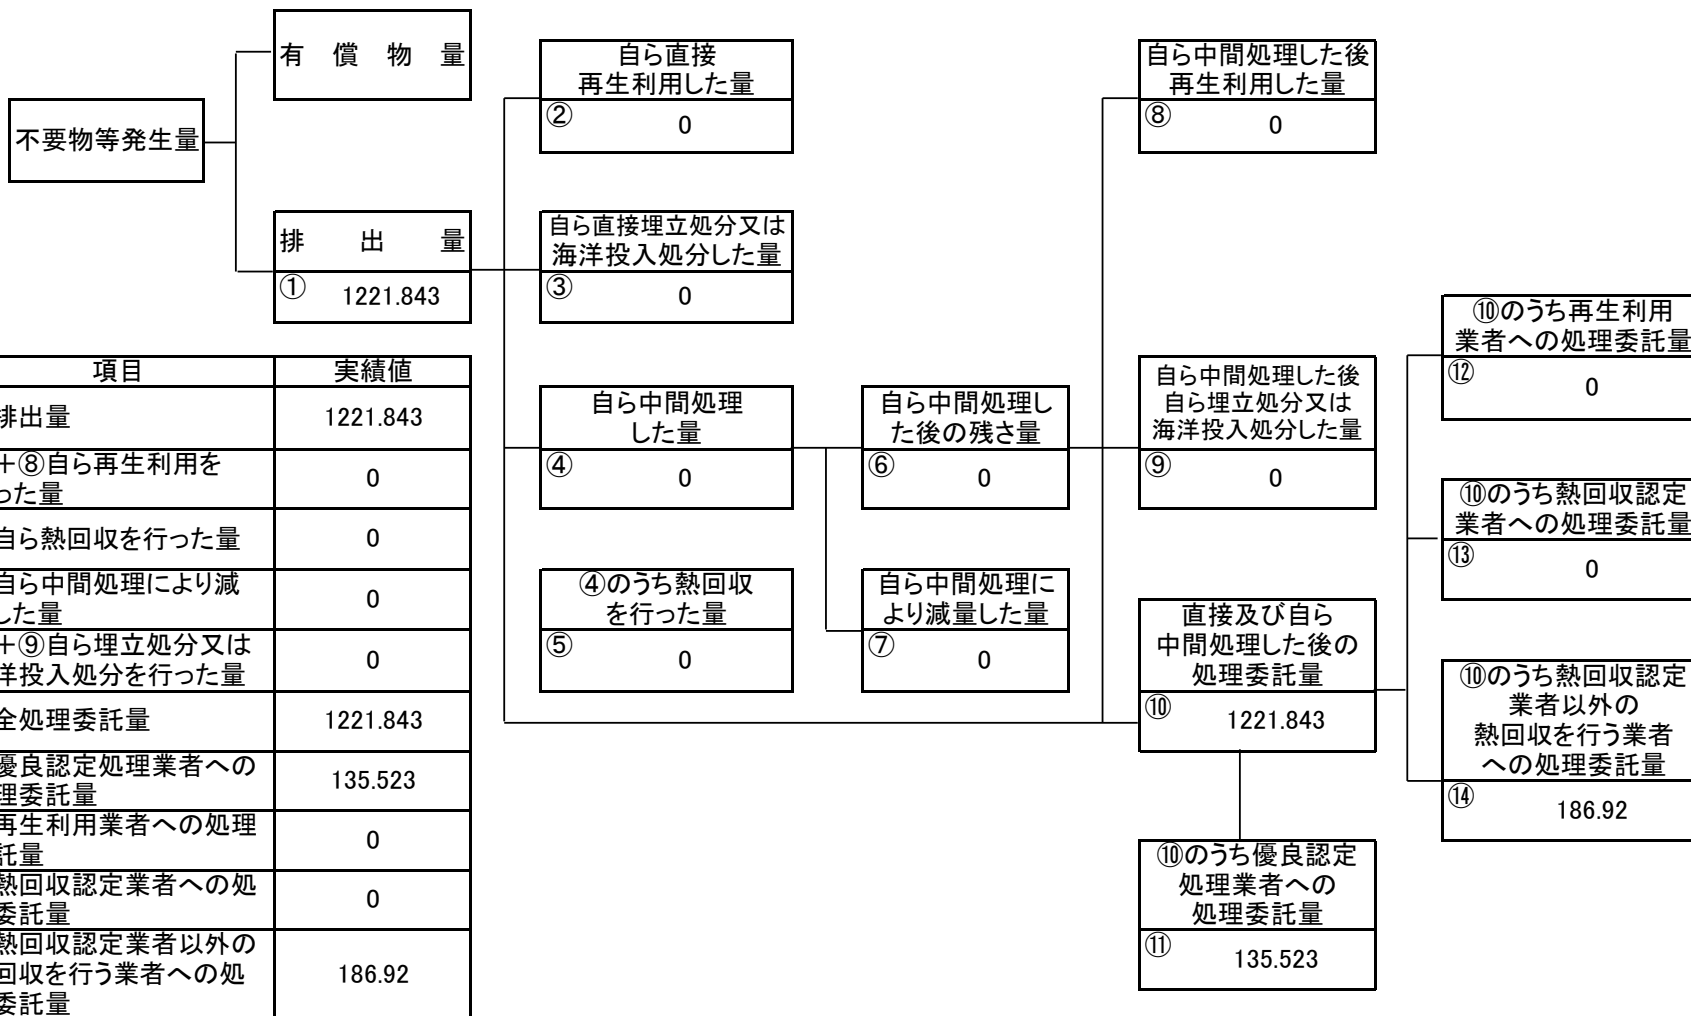 有償物量
不要物等発生量
排出量
① 1221.843
自ら直接
再生利用した量
② 0
自ら直接埋立処分又は
海洋投入処分した量
③ 0
自ら中間処理
した量
④ 0
④のうち熱回収
を行った量
⑤ 0
自ら中間処理し
た後の残さ量
⑥ 0
自ら中間処理に
より減量した量
⑦ 0
自ら中間処理した後
再生利用した量
⑧ 0
自ら中間処理した後
自ら埋立処分又は
海洋投入処分した量
⑨ 0
直接及び自ら
中間処理した後の
処理委託量
⑩ 1221.843
⑩のうち優良認定
処理業者への
処理委託量
⑪ 135.523
⑩のうち再生利用
業者への処理委託量
⑫ 0
⑩のうち熱回収認定
業者への処理委託量
⑬ 0
⑩のうち熱回収認定
業者以外の
熱回収を行う業者
への処理委託量
⑭ 186.92
項目 実績値
排出量 1221.843
+⑧自ら再生利用を
った量 0
自ら熱回収を行った量 0
自ら中間処理により減
した量 0
+⑨自ら埋立処分又は
洋投入処分を行った量 0
全処理委託量 1221.843
優良認定処理業者への
理委託量 135.523
再生利用業者への処理
託量 0
熱回収認定業者への処
委託量 0
熱回収認定業者以外の
回収を行う業者への処
委託量 186.92